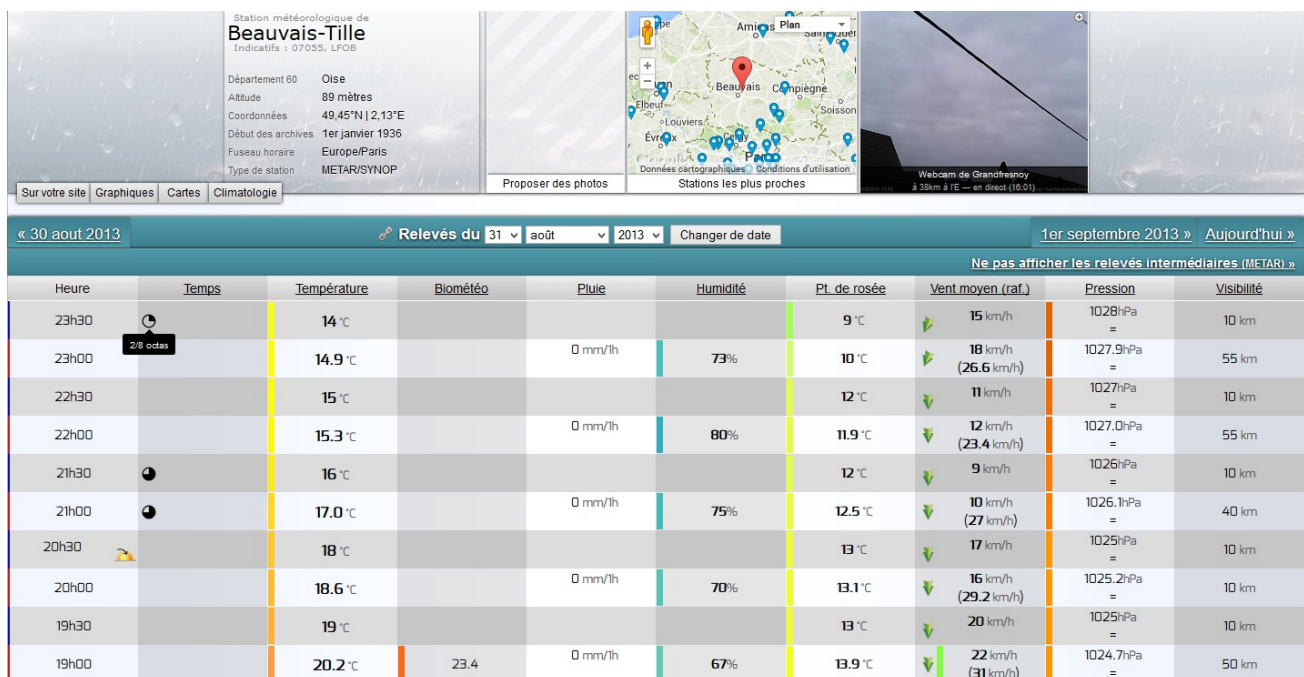 Station météorologique de
Beauvais-Tille
Indicatifs : 07055, LFOB
Département 60 Oise
Altitude 89 mètres
Coordonnées 49,45°N | 2,13°E
Début des archives 1er janvier 1936
Fuseau horaire Europe/Paris
Type de station METAR/SYNOP
Proposer des photos
Plan
Amiens
Beauvais
Compiègne
Elbeuf
Soisson
Louviers
Évreux
Cergy
Paris
Données cartographiques Conditions d'utilisation
Stations les plus proches
Webcam de Grandfresnoy
à 38km à l'E — en direct (16:01)
Sur votre site Graphiques Cartes Climatologie
« 30 aout 2013 Relevés du 31 août 2013 Changer de date 1er septembre 2013 » Aujourd'hui »
Ne pas afficher les relevés intermédiaires (METAR) »
Heure Temps Température Biométéo Pluie Humidité Pt. de rosée Vent moyen (raf.) Pression Visibilité
23h30 14 °C 9 °C 15 km/h 1028hPa = 10 km
2/8 octas
23h00 14.9 °C 0 mm/1h 73% 10 °C 18 km/h (26.6 km/h) 1027.9hPa = 55 km
22h30 15 °C 12 °C 11 km/h 1027hPa = 10 km
22h00 15.3 °C 0 mm/1h 80% 11.9 °C 12 km/h (23.4 km/h) 1027.0hPa = 55 km
21h30 16 °C 12 °C 9 km/h 1026hPa = 10 km
21h00 17.0 °C 0 mm/1h 75% 12.5 °C 10 km/h (27 km/h) 1026.1hPa = 40 km
20h30 18 °C 13 °C 17 km/h 1025hPa = 10 km
20h00 18.6 °C 0 mm/1h 70% 13.1 °C 16 km/h (29.2 km/h) 1025.2hPa = 10 km
19h30 19 °C 13 °C 20 km/h 1025hPa = 10 km
19h00 20.2 °C 23.4 0 mm/1h 67% 13.9 °C 22 km/h (31 km/h) 1024.7hPa = 50 km